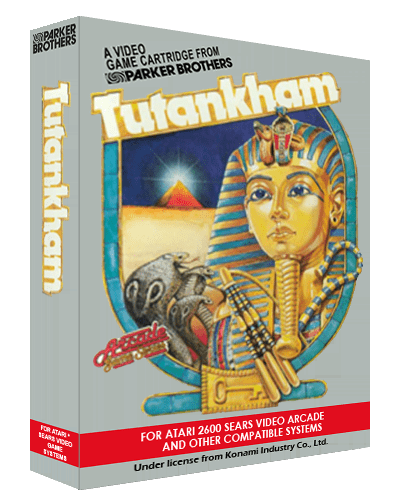 PARKER
BROTHERS
Tutankham
FOR ATARI•
SEARS VIDEO
GAME
SYSTEMS
A VIDEO
GAME CARTRIDGE FROM
PARKER BROTHERS
Tutankham
Arcade
FOR ATARI 2600 SEARS VIDEO ARCADE
AND OTHER COMPATIBLE SYSTEMS
Under license from Konami Industry Co., Ltd.